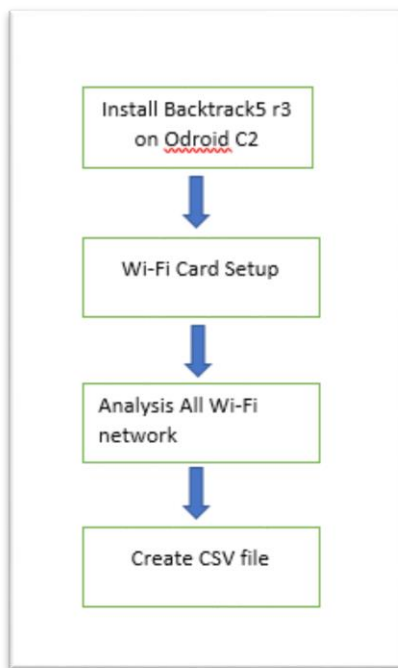 Install Backtrack5 r3
on Odroid C2
Wi-Fi Card Setup
Analysis All Wi-Fi
network
Create CSV file